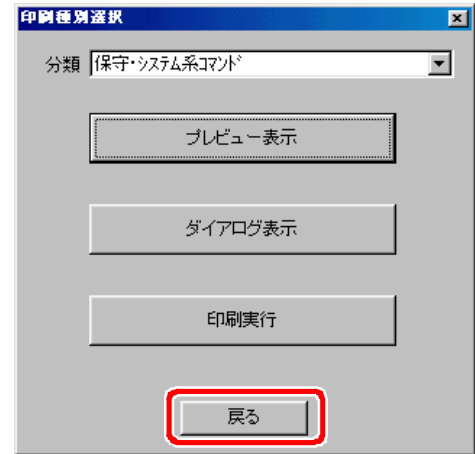 印刷種別選択
分類 保守・システム系コマンド
プレビュー表示
ダイアログ表示
印刷実行
戻る